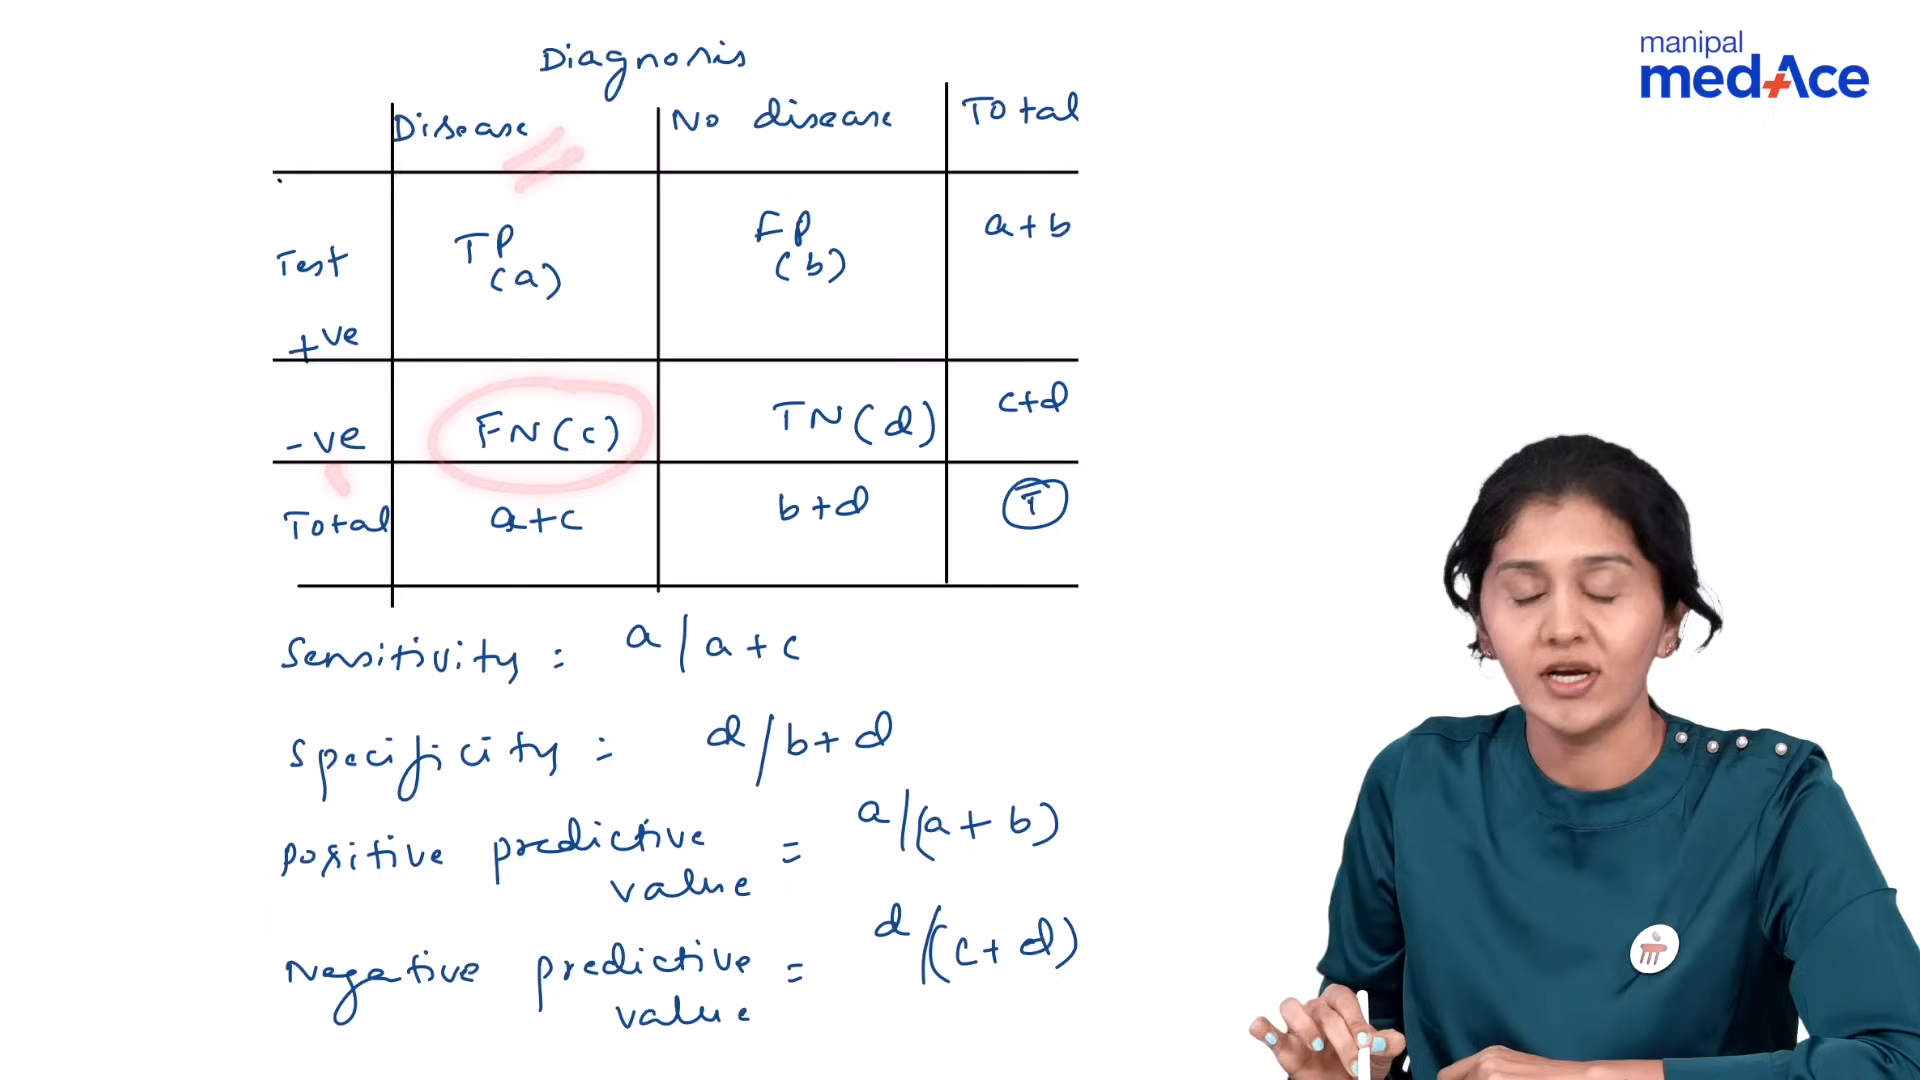 Diagnosis
Disease No disease Total
Test +ve TP (a) FP (b) a+b
-ve FN (c) TN (d) c+d
Total a+c b+d T
Sensitivity : a / a + c
Specificity = d / b + d
positive predictive value = a / (a + b)
Negative predictive value = d / (c + d)
manipal
medAce